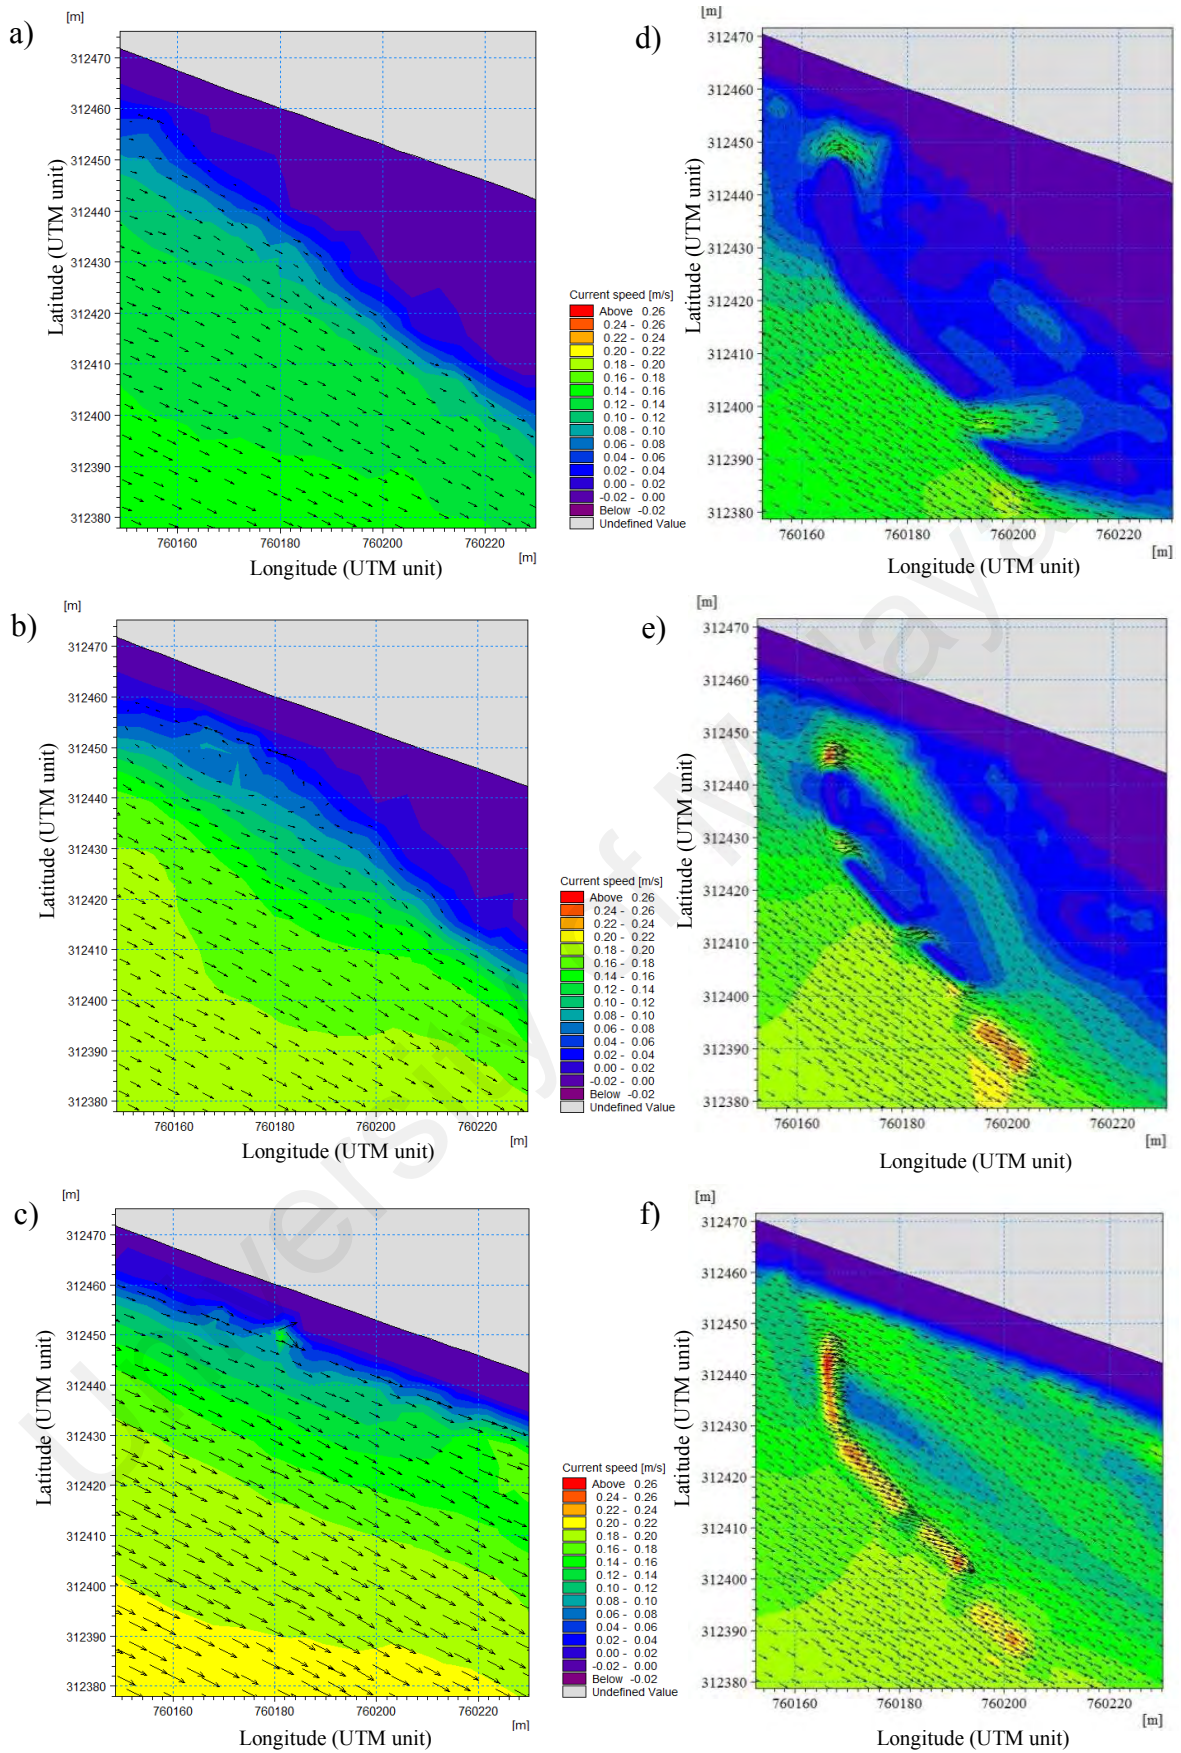 a)
[m]
312470
312460
312450
312440
312430
312420
312410
312400
312390
312380
760160
760180
760200
760220
[m]
Latitude (UTM unit)
Longitude (UTM unit)
d)
[m]
312470
312460
312450
312440
312430
312420
312410
312400
312390
312380
760160
760180
760200
760220
[m]
Latitude (UTM unit)
Longitude (UTM unit)
Current speed [m/s]
Above 0.26
0.24 - 0.26
0.22 - 0.24
0.20 - 0.22
0.18 - 0.20
0.16 - 0.18
0.14 - 0.16
0.12 - 0.14
0.10 - 0.12
0.08 - 0.10
0.06 - 0.08
0.04 - 0.06
0.02 - 0.04
0.00 - 0.02
-0.02 - 0.00
Below -0.02
Undefined Value
b)
[m]
312470
312460
312450
312440
312430
312420
312410
312400
312390
312380
760160
760180
760200
760220
[m]
Latitude (UTM unit)
Longitude (UTM unit)
e)
[m]
312470
312460
312450
312440
312430
312420
312410
312400
312390
312380
760160
760180
760200
760220
[m]
Latitude (UTM unit)
Longitude (UTM unit)
Current speed [m/s]
Above 0.26
0.24 - 0.26
0.22 - 0.24
0.20 - 0.22
0.18 - 0.20
0.16 - 0.18
0.14 - 0.16
0.12 - 0.14
0.10 - 0.12
0.08 - 0.10
0.06 - 0.08
0.04 - 0.06
0.02 - 0.04
0.00 - 0.02
-0.02 - 0.00
Below -0.02
Undefined Value
c)
[m]
312470
312460
312450
312440
312430
312420
312410
312400
312390
312380
760160
760180
760200
760220
[m]
Latitude (UTM unit)
Longitude (UTM unit)
f)
[m]
312470
312460
312450
312440
312430
312420
312410
312400
312390
312380
760160
760180
760200
760220
[m]
Latitude (UTM unit)
Longitude (UTM unit)
Current speed [m/s]
Above 0.26
0.24 - 0.26
0.22 - 0.24
0.20 - 0.22
0.18 - 0.20
0.16 - 0.18
0.14 - 0.16
0.12 - 0.14
0.10 - 0.12
0.08 - 0.10
0.06 - 0.08
0.04 - 0.06
0.02 - 0.04
0.00 - 0.02
-0.02 - 0.00
Below -0.02
Undefined Value
University of Malaya